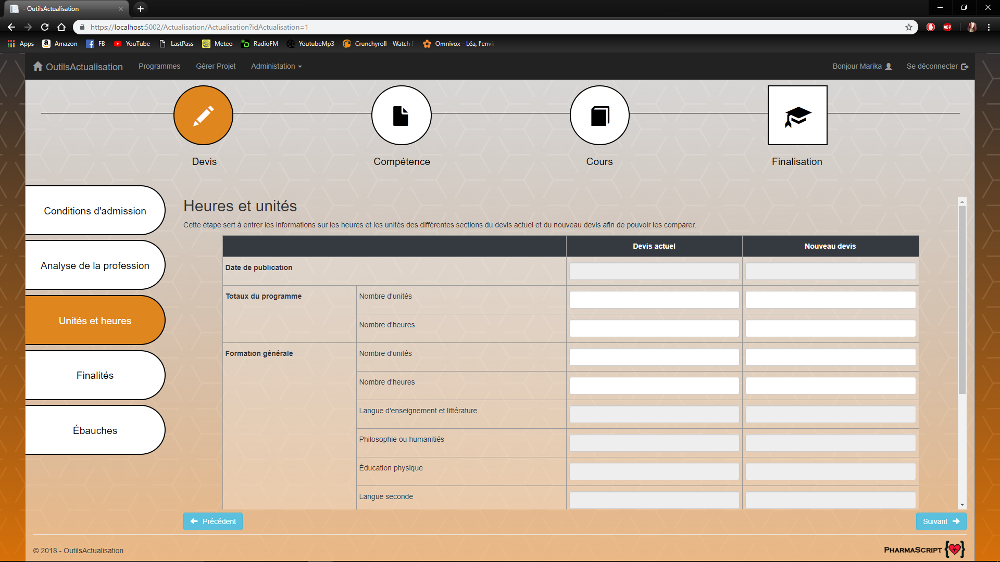 - OutilsActualisation
https://localhost:5002/Actualisation/Actualisation?idActualisation=1
ABP
Apps Amazon FB YouTube LastPass Meteo RadioFM YoutubeMp3 Crunchyroll - Watch Omnivox - Léa, l'envi
OutilsActualisation Programmes Gérer Projet Administation Bonjour Marika Se déconnecter
Devis Compétence Cours Finalisation
Conditions d'admission
Analyse de la profession
Unités et heures
Finalités
Ébauches
Heures et unités
Cette étape sert à entrer les informations sur les heures et les unités des différentes sections du devis actuel et du nouveau devis afin de pouvoir les comparer.
Devis actuel Nouveau devis
Date de publication
Totaux du programme Nombre d'unités
Nombre d'heures
Formation générale Nombre d'unités
Nombre d'heures
Langue d'enseignement et littérature
Philosophie ou humanitiés
Éducation physique
Langue seconde
Précédent Suivant
© 2018 - OutilsActualisation
PharmaScript